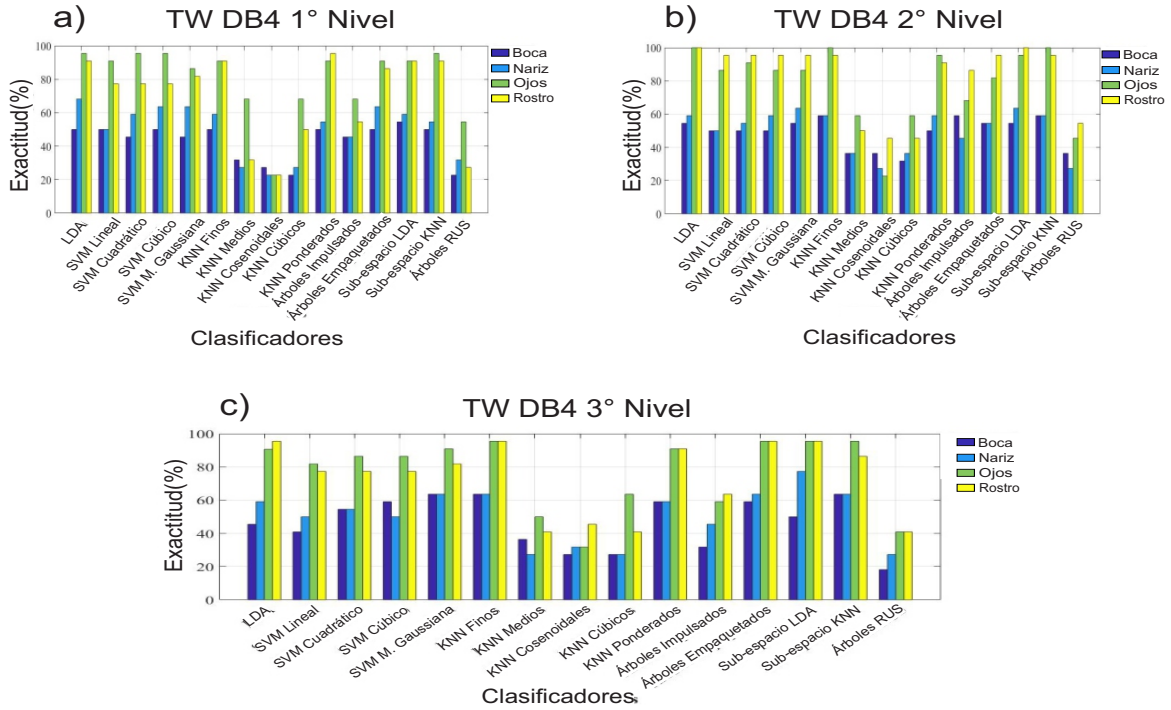 a)
TW DB4 1° Nivel
Exactitud(%)
100
80
60
40
20
0
Boca
Nariz
Ojos
Rostro
LDA
SVM Lineal
SVM Cuadrático
SVM Cúbico
SVM M. Gaussiana
KNN Finos
KNN Medios
KNN Cosenoidales
KNN Cúbicos
KNN Ponderados
Árboles Impulsados
Árboles Empaquetados
Sub-espacio LDA
Sub-espacio KNN
Árboles RUS
Clasificadores
b)
TW DB4 2° Nivel
Exactitud(%)
100
80
60
40
20
0
Boca
Nariz
Ojos
Rostro
LDA
SVM Lineal
SVM Cuadrático
SVM Cúbico
SVM M. Gaussiana
KNN Finos
KNN Medios
KNN Cosenoidales
KNN Cúbicos
KNN Ponderados
Árboles Impulsados
Árboles Empaquetados
Sub-espacio LDA
Sub-espacio KNN
Árboles RUS
Clasificadores
c)
TW DB4 3° Nivel
Exactitud(%)
100
80
60
40
20
0
Boca
Nariz
Ojos
Rostro
LDA
SVM Lineal
SVM Cuadrático
SVM Cúbico
SVM M. Gaussiana
KNN Finos
KNN Medios
KNN Cosenoidales
KNN Cúbicos
KNN Ponderados
Árboles Impulsados
Árboles Empaquetados
Sub-espacio LDA
Sub-espacio KNN
Árboles RUS
Clasificadores